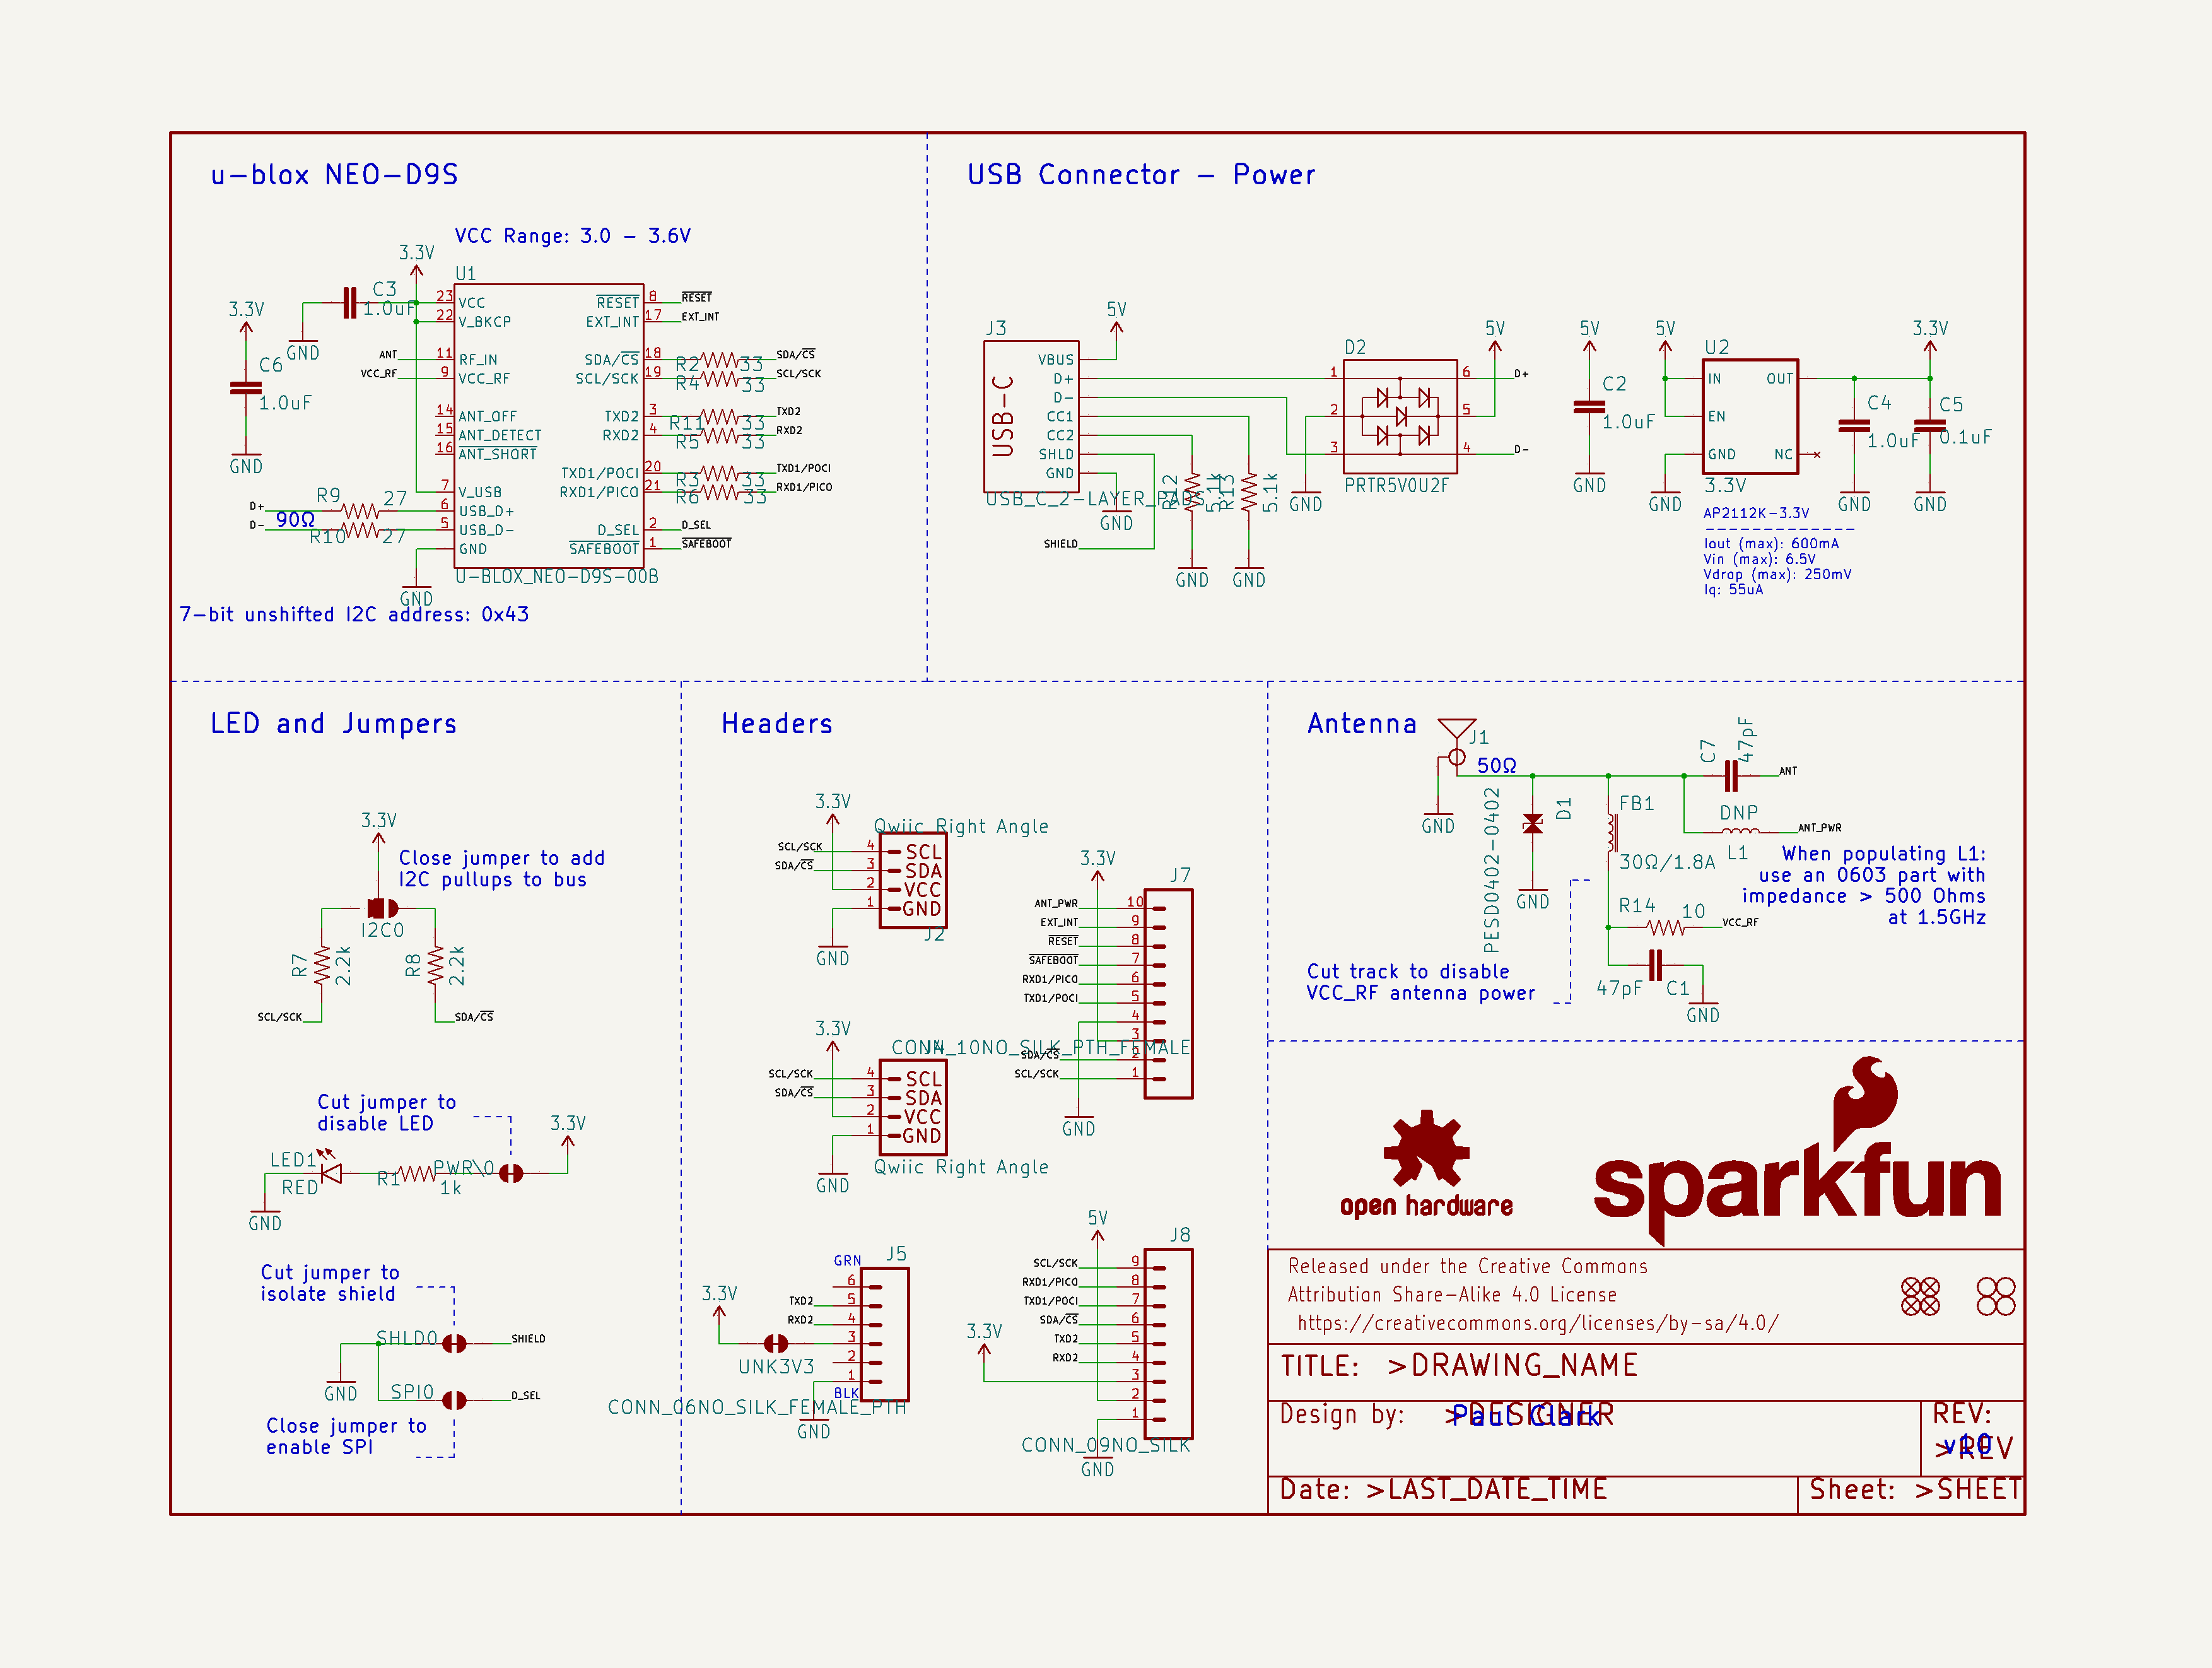 u-blox NEO-D9S
VCC Range: 3.0 - 3.6V
3.3V
U1
C3
1.0uF
GND
3.3V
C6
1.0uF
GND
23 VCC
22 V_BKCP
ANT 11 RF_IN
VCC_RF 9 VCC_RF
14 ANT_OFF
15 ANT_DETECT
16 ANT_SHORT
7 V_USB
6 USB_D+
5 USB_D-
GND
D+ R9 27
90Ω
D- R10 27
GND
RESET 8 RESET
EXT_INT 17 EXT_INT
SDA/CS 18 R2 33 SDA/CS
SCL/SCK 19 R4 33 SCL/SCK
TXD2 3 R11 33 TXD2
RXD2 4 R5 33 RXD2
TXD1/POCI 20 R3 33 TXD1/POCI
RXD1/PICO 21 R6 33 RXD1/PICO
D_SEL 2 D_SEL
SAFEBOOT 1 SAFEBOOT
U-BLOX_NEO-D9S-00B
7-bit unshifted I2C address: 0x43
USB Connector - Power
J3
5V
USB-C
VBUS
D+
D-
CC1
CC2
SHLD
GND
USB_C_2-LAYER_PADS
GND
SHIELD
R12
5.1k
R13
5.1k
GND
GND
D2
1
2
3
6
5
4
5V
D+
D-
PRTR5V0U2F
GND
5V
C2
1.0uF
GND
5V
U2
IN
EN
GND
OUT
NC
3.3V
GND
3.3V
C4
1.0uF
GND
C5
0.1uF
GND
AP2112K-3.3V
Iout (max): 600mA
Vin (max): 6.5V
Vdrop (max): 250mV
Iq: 55uA
LED and Jumpers
3.3V
Close jumper to add
I2C pullups to bus
I2C0
R7
2.2k
R8
2.2k
SCL/SCK
SDA/CS
Cut jumper to
disable LED
3.3V
LED1
RED
R1
1k
PWR\0
GND
Cut jumper to
isolate shield
SHLD0
SHIELD
GND
SPI0
D_SEL
Close jumper to
enable SPI
Headers
3.3V
Qwiic Right Angle
SCL/SCK 4 SCL
SDA/CS 3 SDA
2 VCC
1 GND
J2
GND
3.3V
J4
SCL/SCK 4 SCL
SDA/CS 3 SDA
2 VCC
1 GND
Qwiic Right Angle
GND
3.3V
J7
ANT_PWR 10
EXT_INT 9
RESET 8
SAFEBOOT 7
RXD1/PICO 6
TXD1/POCI 5
4
3
SDA/CS 2
SCL/SCK 1
CONN_10NO_SILK_PTH_FEMALE
GND
J5
GRN
6
TXD2 5
RXD2 4
3
2
1
BLK
3.3V
UNK3V3
CONN_06NO_SILK_FEMALE_PTH
GND
5V
J8
SCL/SCK 9
RXD1/PICO 8
TXD1/POCI 7
SDA/CS 6
TXD2 5
RXD2 4
3
2
1
3.3V
CONN_09NO_SILK
GND
Antenna
J1
50Ω
GND
PESD0402-0402
D1
GND
FB1
30Ω/1.8A
C7
47pF
ANT
DNP
L1
ANT_PWR
When populating L1:
use an 0603 part with
impedance > 500 Ohms
at 1.5GHz
R14 10 VCC_RF
47pF C1
GND
Cut track to disable
VCC_RF antenna power
open hardware
sparkfun
Released under the Creative Commons
Attribution Share-Alike 4.0 License
https://creativecommons.org/licenses/by-sa/4.0/
TITLE: >DRAWING_NAME
Design by: >DESIGNER
Paul Clark
REV:
>REV
v10
Date: >LAST_DATE_TIME
Sheet: >SHEET